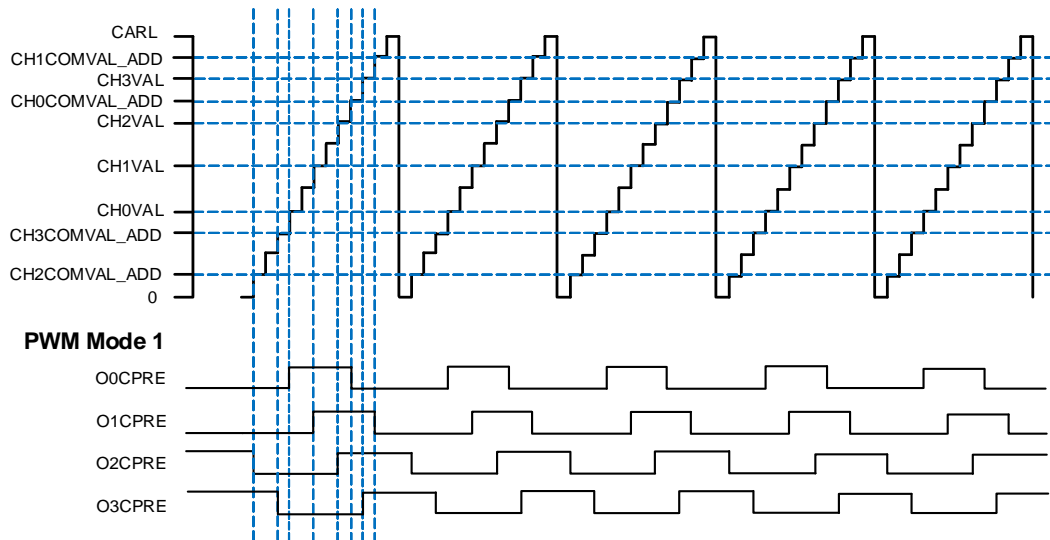 CARL
CH1COMVAL_ADD
CH3VAL
CH0COMVAL_ADD
CH2VAL
CH1VAL
CH0VAL
CH3COMVAL_ADD
CH2COMVAL_ADD
0
PWM Mode 1
O0CPRE
O1CPRE
O2CPRE
O3CPRE